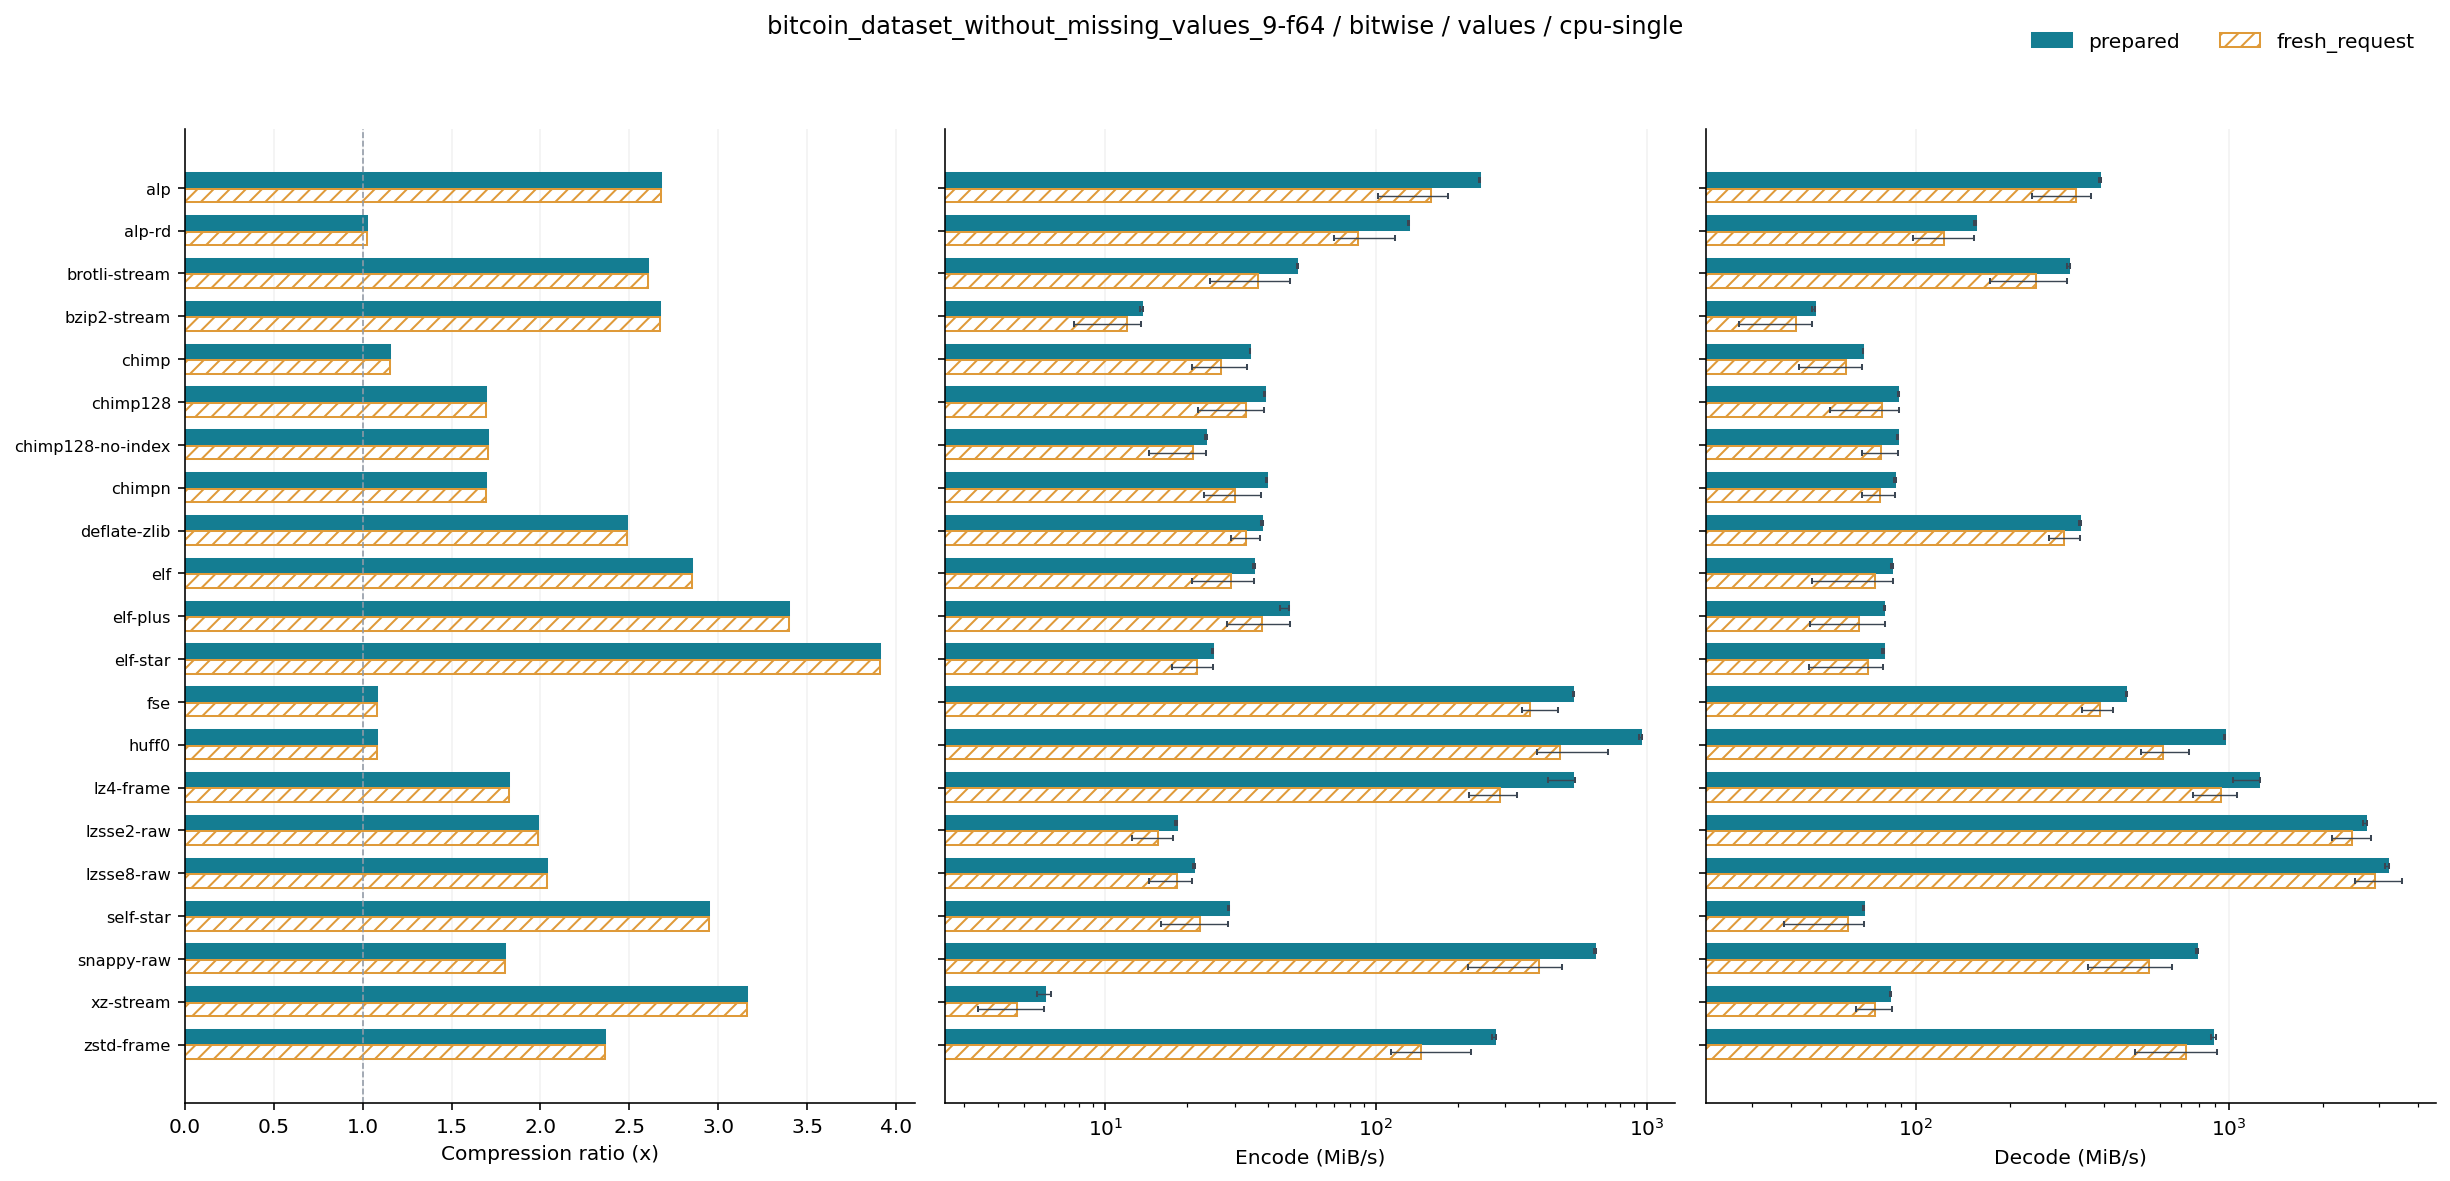 bitcoin_dataset_without_missing_values_9-f64 / bitwise / values / cpu-single
prepared
fresh_request
alp
alp-rd
brotli-stream
bzip2-stream
chimp
chimp128
chimp128-no-index
chimpn
deflate-zlib
elf
elf-plus
elf-star
fse
huff0
lz4-frame
lzsse2-raw
lzsse8-raw
self-star
snappy-raw
xz-stream
zstd-frame
0.0 0.5 1.0 1.5 2.0 2.5 3.0 3.5 4.0
Compression ratio (x)
10¹ 10² 10³
Encode (MiB/s)
10² 10³
Decode (MiB/s)